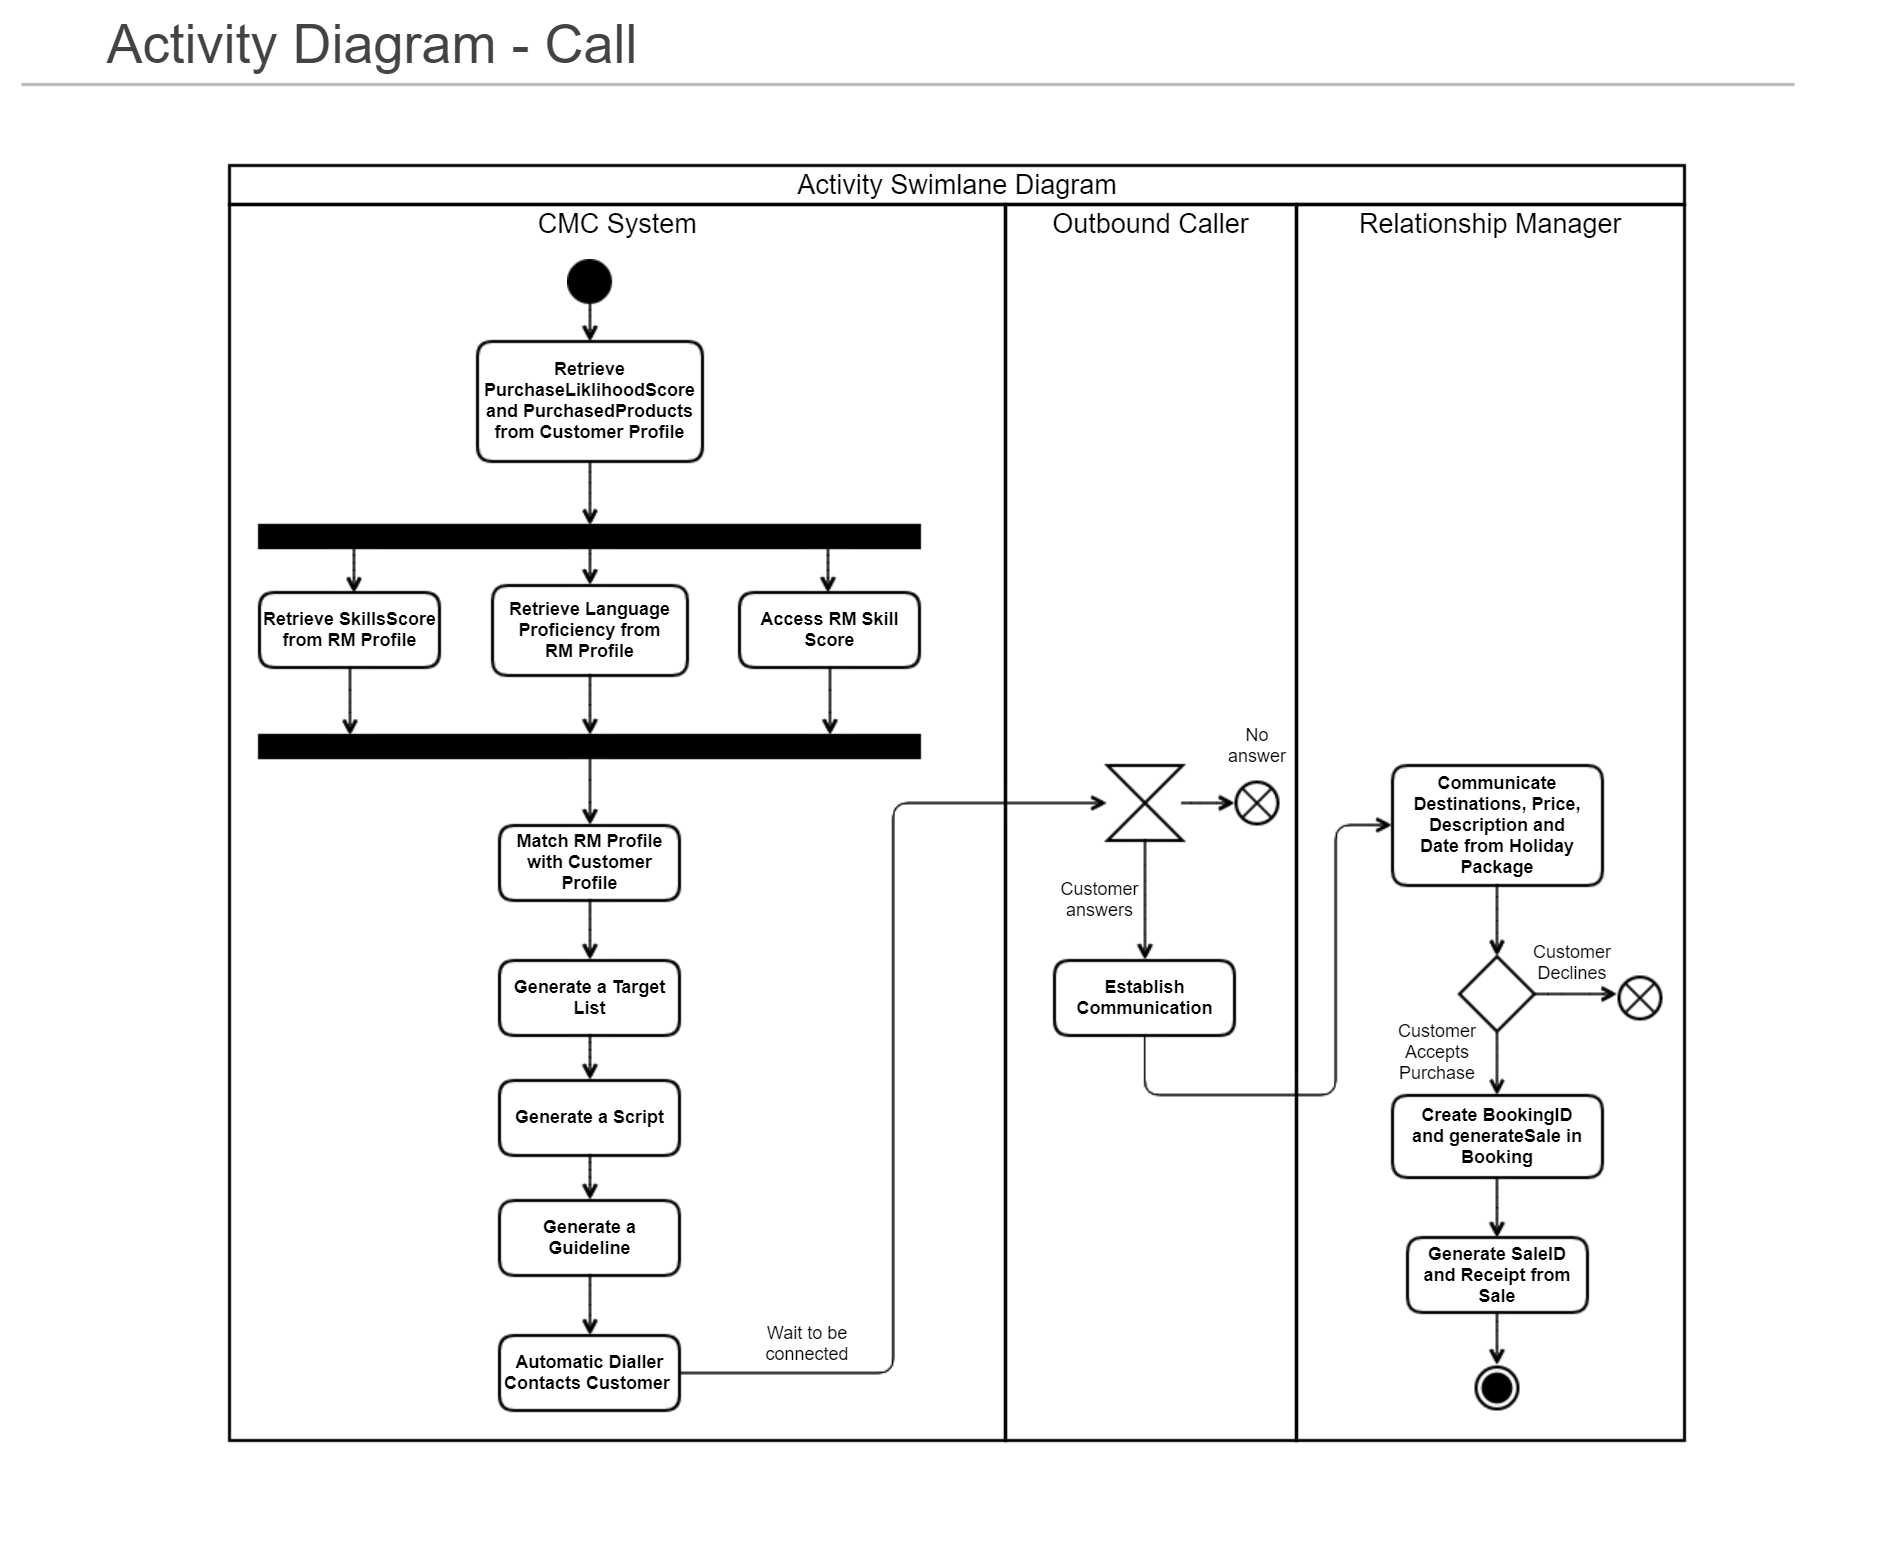 Activity Diagram - Call
Activity Swimlane Diagram
CMC System
Outbound Caller
Relationship Manager
Retrieve
PurchaseLiklihoodScore
and PurchasedProducts
from Customer Profile
Retrieve SkillsScore
from RM Profile
Retrieve Language
Proficiency from
RM Profile
Access RM Skill
Score
Match RM Profile
with Customer
Profile
Generate a Target
List
Generate a Script
Generate a
Guideline
Automatic Dialler
Contacts Customer
Wait to be
connected
No
answer
Customer
answers
Establish
Communication
Communicate
Destinations, Price,
Description and
Date from Holiday
Package
Customer
Declines
Customer
Accepts
Purchase
Create BookingID
and generateSale in
Booking
Generate SaleID
and Receipt from
Sale